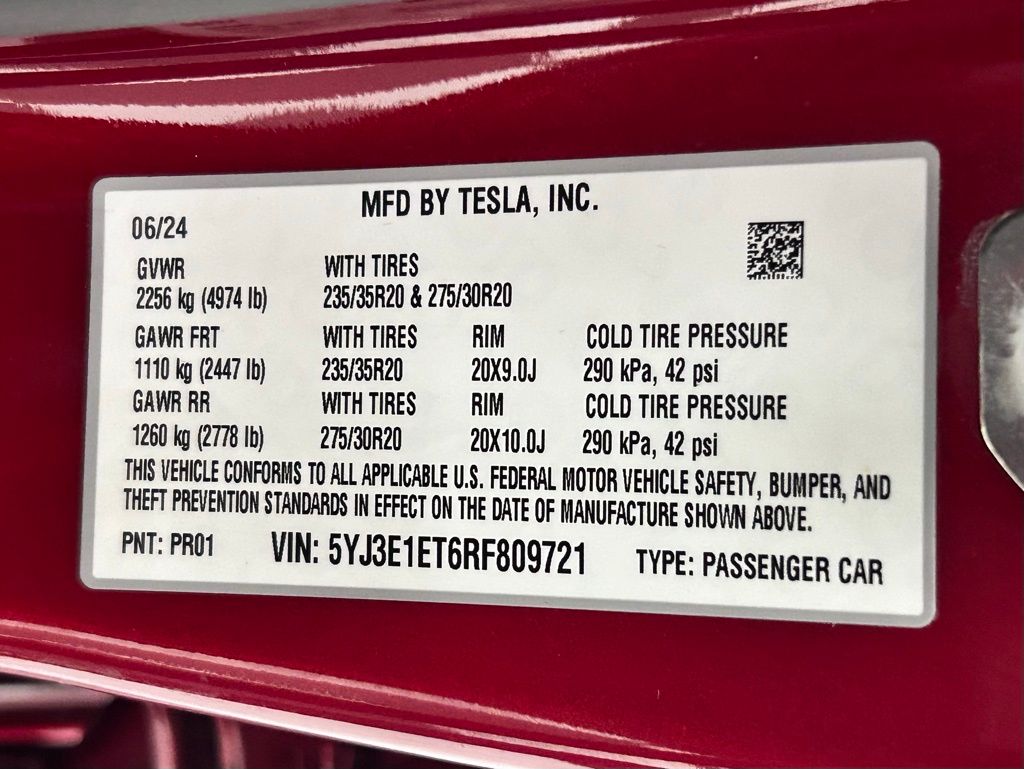 MFD BY TESLA, INC.
06/24
GVWR WITH TIRES
2256 kg (4974 lb) 235/35R20 & 275/30R20
GAWR FRT WITH TIRES RIM COLD TIRE PRESSURE
1110 kg (2447 lb) 235/35R20 20X9.0J 290 kPa, 42 psi
GAWR RR WITH TIRES RIM COLD TIRE PRESSURE
1260 kg (2778 lb) 275/30R20 20X10.0J 290 kPa, 42 psi
THIS VEHICLE CONFORMS TO ALL APPLICABLE U.S. FEDERAL MOTOR VEHICLE SAFETY, BUMPER, AND
THEFT PREVENTION STANDARDS IN EFFECT ON THE DATE OF MANUFACTURE SHOWN ABOVE.
PNT: PR01 VIN: 5YJ3E1ET6RF809721 TYPE: PASSENGER CAR